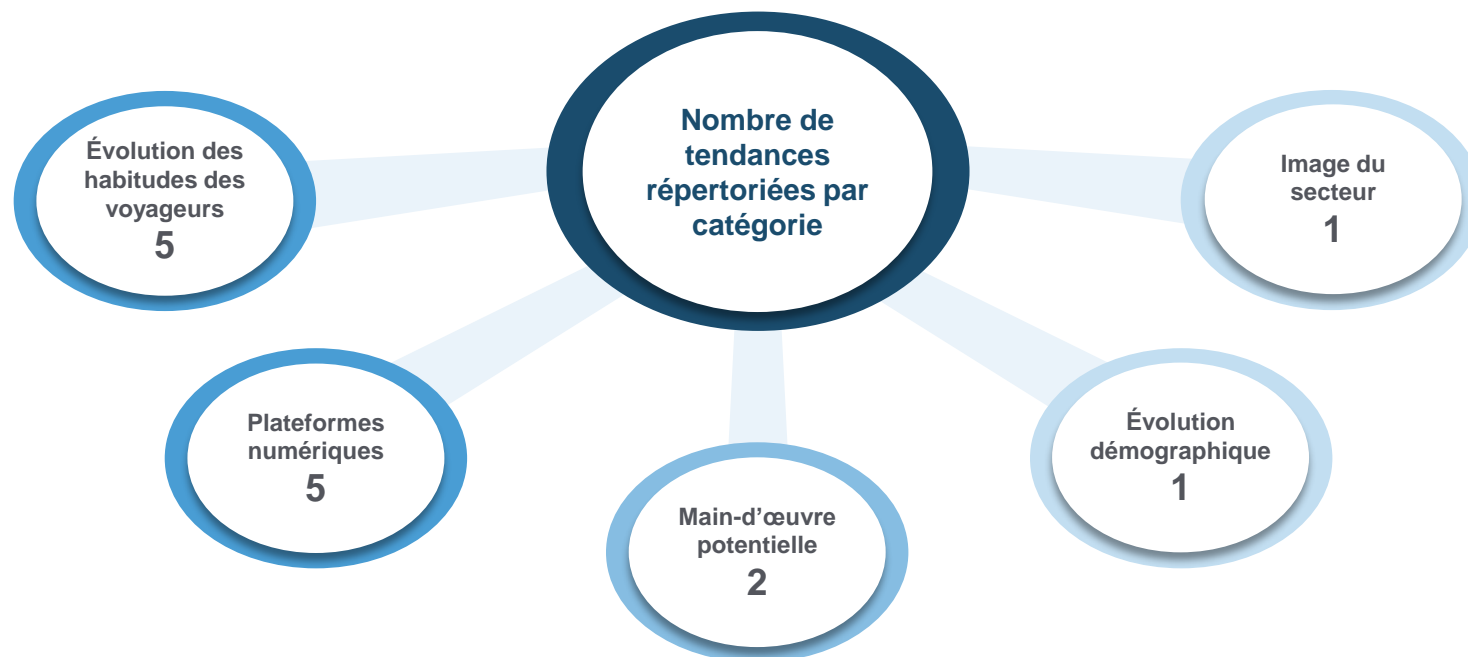 Nombre de
tendances
répertoriées par
catégorie
Évolution des
habitudes des
voyageurs
5
Plateformes
numériques
5
Main-d’œuvre
potentielle
2
Évolution
démographique
1
Image du
secteur
1